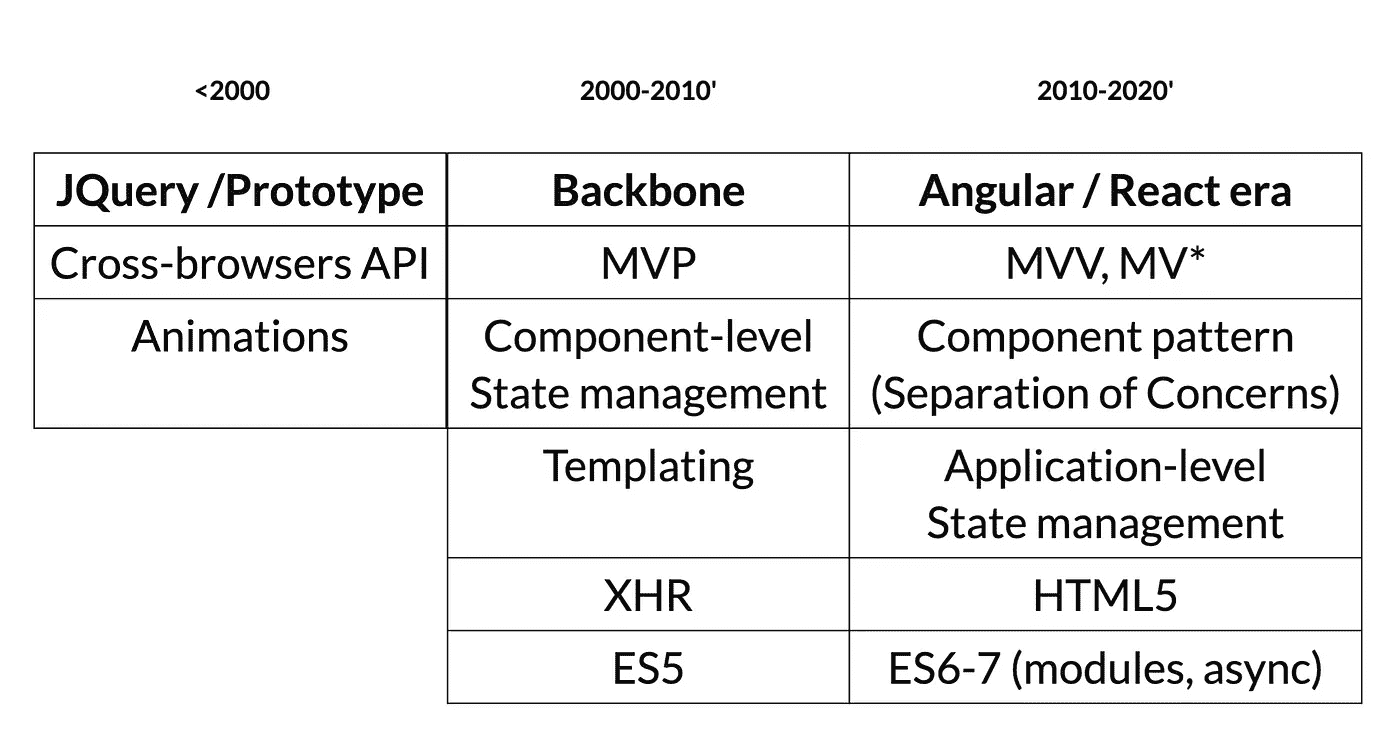 <2000
2000-2010'
2010-2020'
JQuery /Prototype
Backbone
Angular / React era
Cross-browsers API
MVP
MVV, MV*
Animations
Component-level
State management
Component pattern
(Separation of Concerns)
Templating
Application-level
State management
XHR
HTML5
ES5
ES6-7 (modules, async)